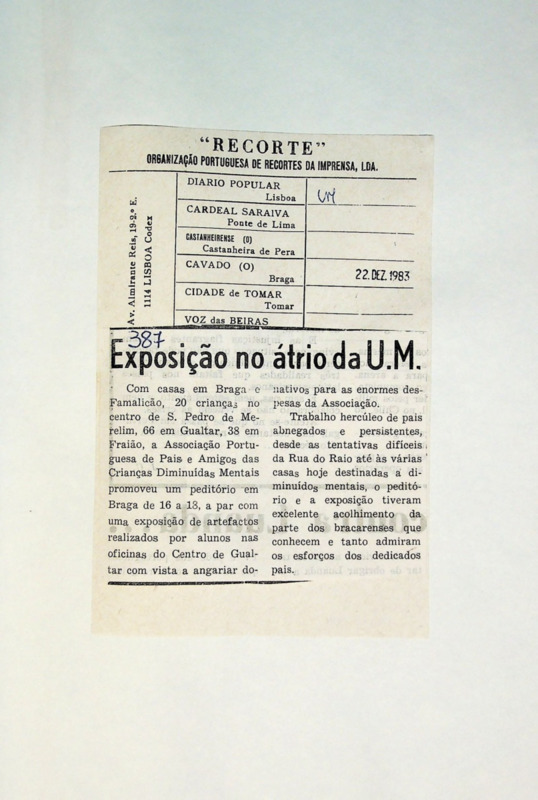 "RECORTE"
ORGANIZAÇÃO PORTUGUESA DE RECORTES DA IMPRENSA, LDA.
Av. Almirante Reis, 19-2.º E.
1114 LISBOA Codex
DIARIO POPULAR
Lisboa
UM
CARDEAL SARAIVA
Ponte de Lima
CASTANHEIRENSE (O)
Castanheira de Pera
CAVADO (O)
Braga
22. DEZ. 1983
CIDADE de TOMAR
Tomar
VOZ das BEIRAS
387
Exposição no átrio da U.M.
Com casas em Braga e
Famalicão, 20 crianças no
centro de S. Pedro de Me-
relim, 66 em Gualtar, 38 em
Fraião, a Associação Portu-
guesa de Pais e Amigos das
Crianças Diminuídas Mentais
promoveu um peditório em
Braga de 16 a 18, a par com
uma exposição de artefactos
realizados por alunos nas
oficinas do Centro de Gual-
tar com vista a angariar do-
nativos para as enormes des-
pesas da Associação.
Trabalho hercúleo de pais
abnegados e persistentes,
desde as tentativas difíceis
da Rua do Raio até às várias
casas hoje destinadas a di-
minuídos mentais, o peditó-
rio e a exposição tiveram
excelente acolhimento da
parte dos bracarenses que
conhecem e tanto admiram
os esforços dos dedicados
pais.